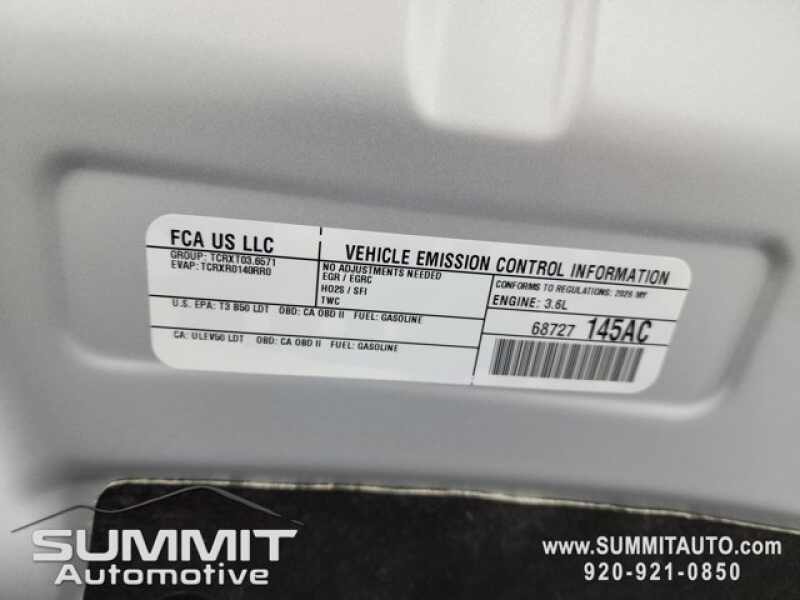 FCA US LLC
GROUP: TCRXT03.6571
EVAP: TCRXR0140RR0
VEHICLE EMISSION CONTROL INFORMATION
NO ADJUSTMENTS NEEDED
EGR / EGRC
HO2S / SFI
TWC
CONFORMS TO REGULATIONS: 2026 MY
ENGINE: 3.6L
U.S. EPA: T3 B50 LDT OBD: CA OBD II FUEL: GASOLINE
CA: ULEV50 LDT OBD: CA OBD II FUEL: GASOLINE
68727 145AC
SUMMIT
Automotive
www.SUMMITAUTO.com
920-921-0850